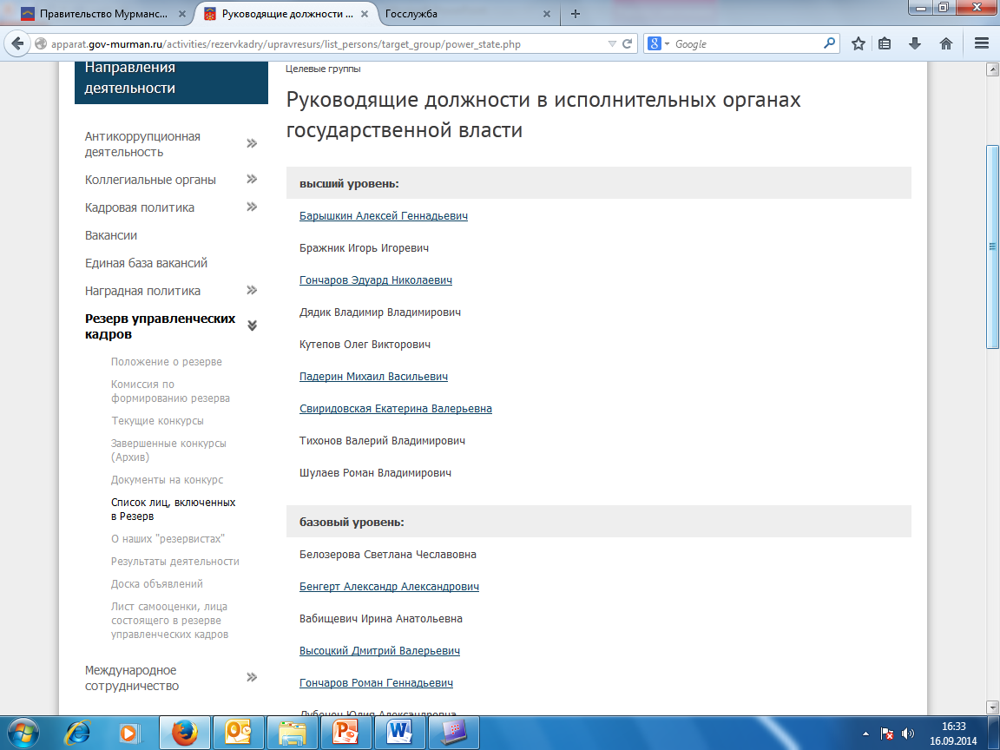 Правительство Мурманс...
Руководящие должности ...
Госслужба
apparat.gov-murman.ru/activities/rezervkadry/upravresurs/list_persons/target_group/power_state.php
Google
Направления
деятельности
Антикоррупционная
деятельность
Коллегиальные органы
Кадровая политика
Вакансии
Единая база вакансий
Наградная политика
Резерв управленческих
кадров
Положение о резерве
Комиссия по
формированию резерва
Текущие конкурсы
Завершенные конкурсы
(Архив)
Документы на конкурс
Список лиц, включенных
в Резерв
О наших "резервистах"
Результаты деятельности
Доска объявлений
Лист самооценки, лица
состоящего в резерве
управленческих кадров
Международное
сотрудничество
Целевые группы
Руководящие должности в исполнительных органах
государственной власти
высший уровень:
Барышкин Алексей Геннадьевич
Бражник Игорь Игоревич
Гончаров Эдуард Николаевич
Дядик Владимир Владимирович
Кутепов Олег Викторович
Падерин Михаил Васильевич
Свиридовская Екатерина Валерьевна
Тихонов Валерий Владимирович
Шулаев Роман Владимирович
базовый уровень:
Белозерова Светлана Чеславовна
Бенгерт Александр Александрович
Вабищевич Ирина Анатольевна
Высоцкий Дмитрий Валерьевич
Гончаров Роман Геннадьевич
Юлия Александровна
16:33
16.09.2014